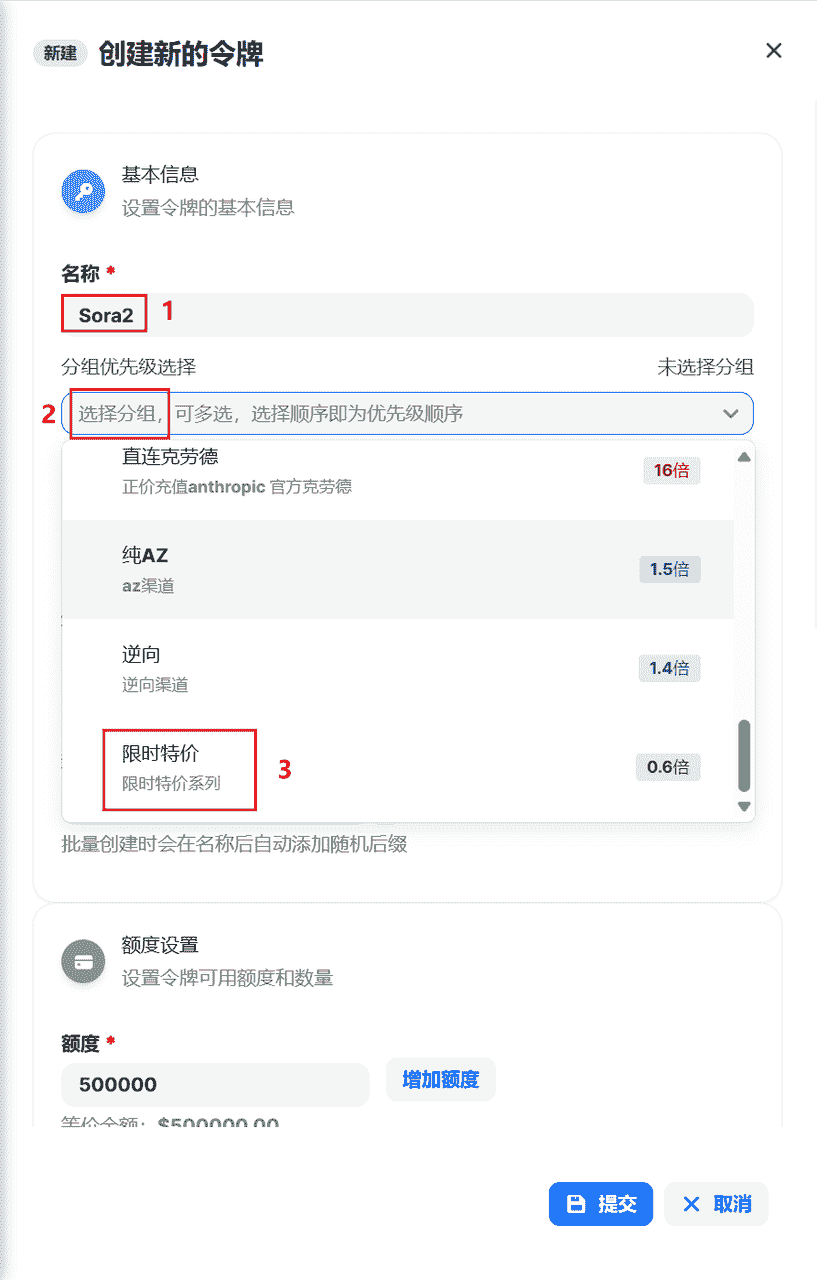 新建 创建新的令牌
基本信息
设置令牌的基本信息
名称 *
Sora2 1
分组优先级选择 未选择分组
2 选择分组，可多选，选择顺序即为优先级顺序
直连克劳德 16倍
正价充值anthropic 官方克劳德
纯AZ 1.5倍
az渠道
逆向 1.4倍
逆向渠道
限时特价 3 0.6倍
限时特价系列
批量创建时会在名称后自动添加随机后缀
额度设置
设置令牌可用额度和数量
额度 *
500000 增加额度
等价金额：$500000.00
提交 取消